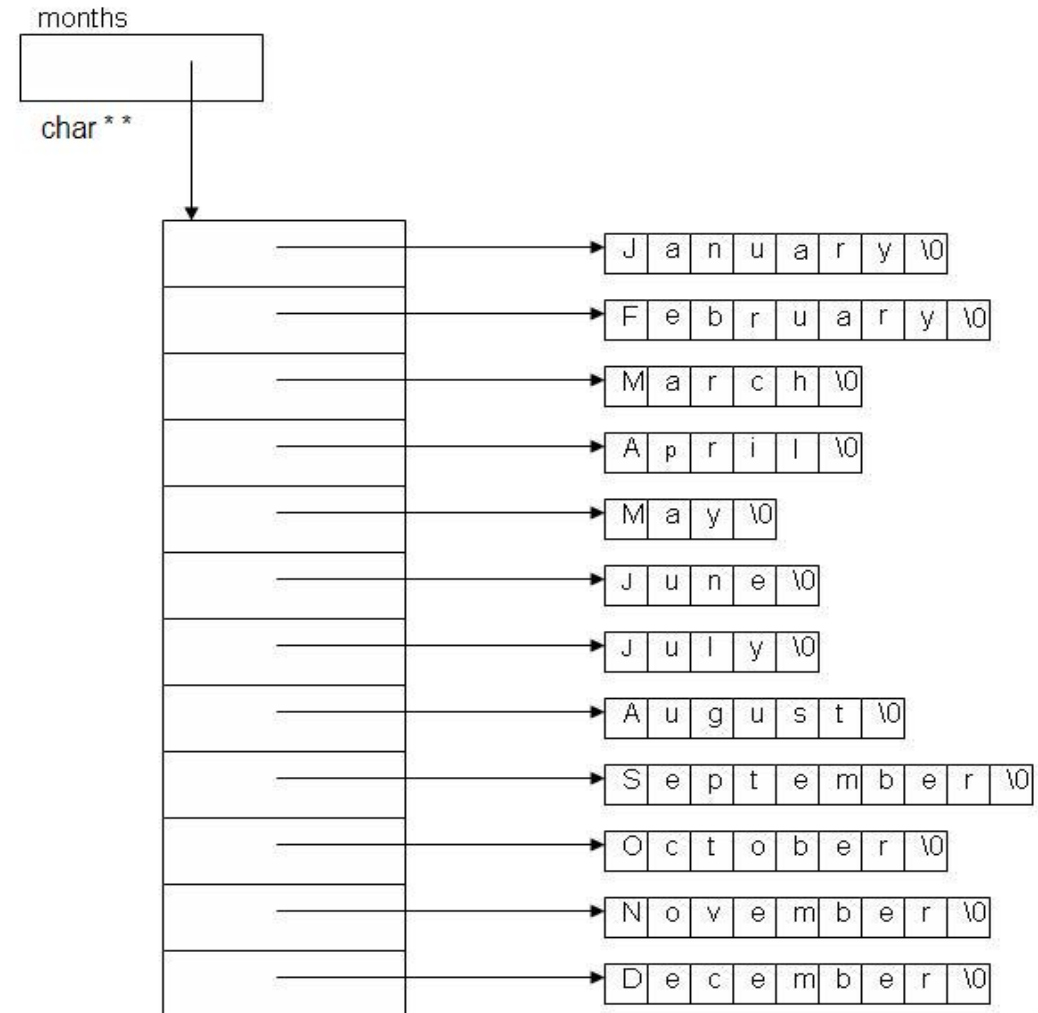 months
char * *
J a n u a r y \0
F e b r u a r y \0
M a r c h \0
A p r i l \0
M a y \0
J u n e \0
J u l y \0
A u g u s t \0
S e p t e m b e r \0
O c t o b e r \0
N o v e m b e r \0
D e c e m b e r \0